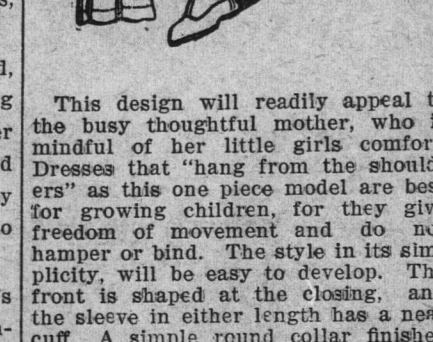 This design will readily appeal t
the busy thoughtful mother, who i
mindful of her little girls comfor
Dresses that "hang from the should
ers" as this one piece model are bes
for growing children, for they giv
freedom of movement and do no
hamper or bind. The style in its sim
plicity, will be easy to develop. Th
front is shaped at the closing, an
the sleeve in either length has a nea
cuff. A simple round collar finishe